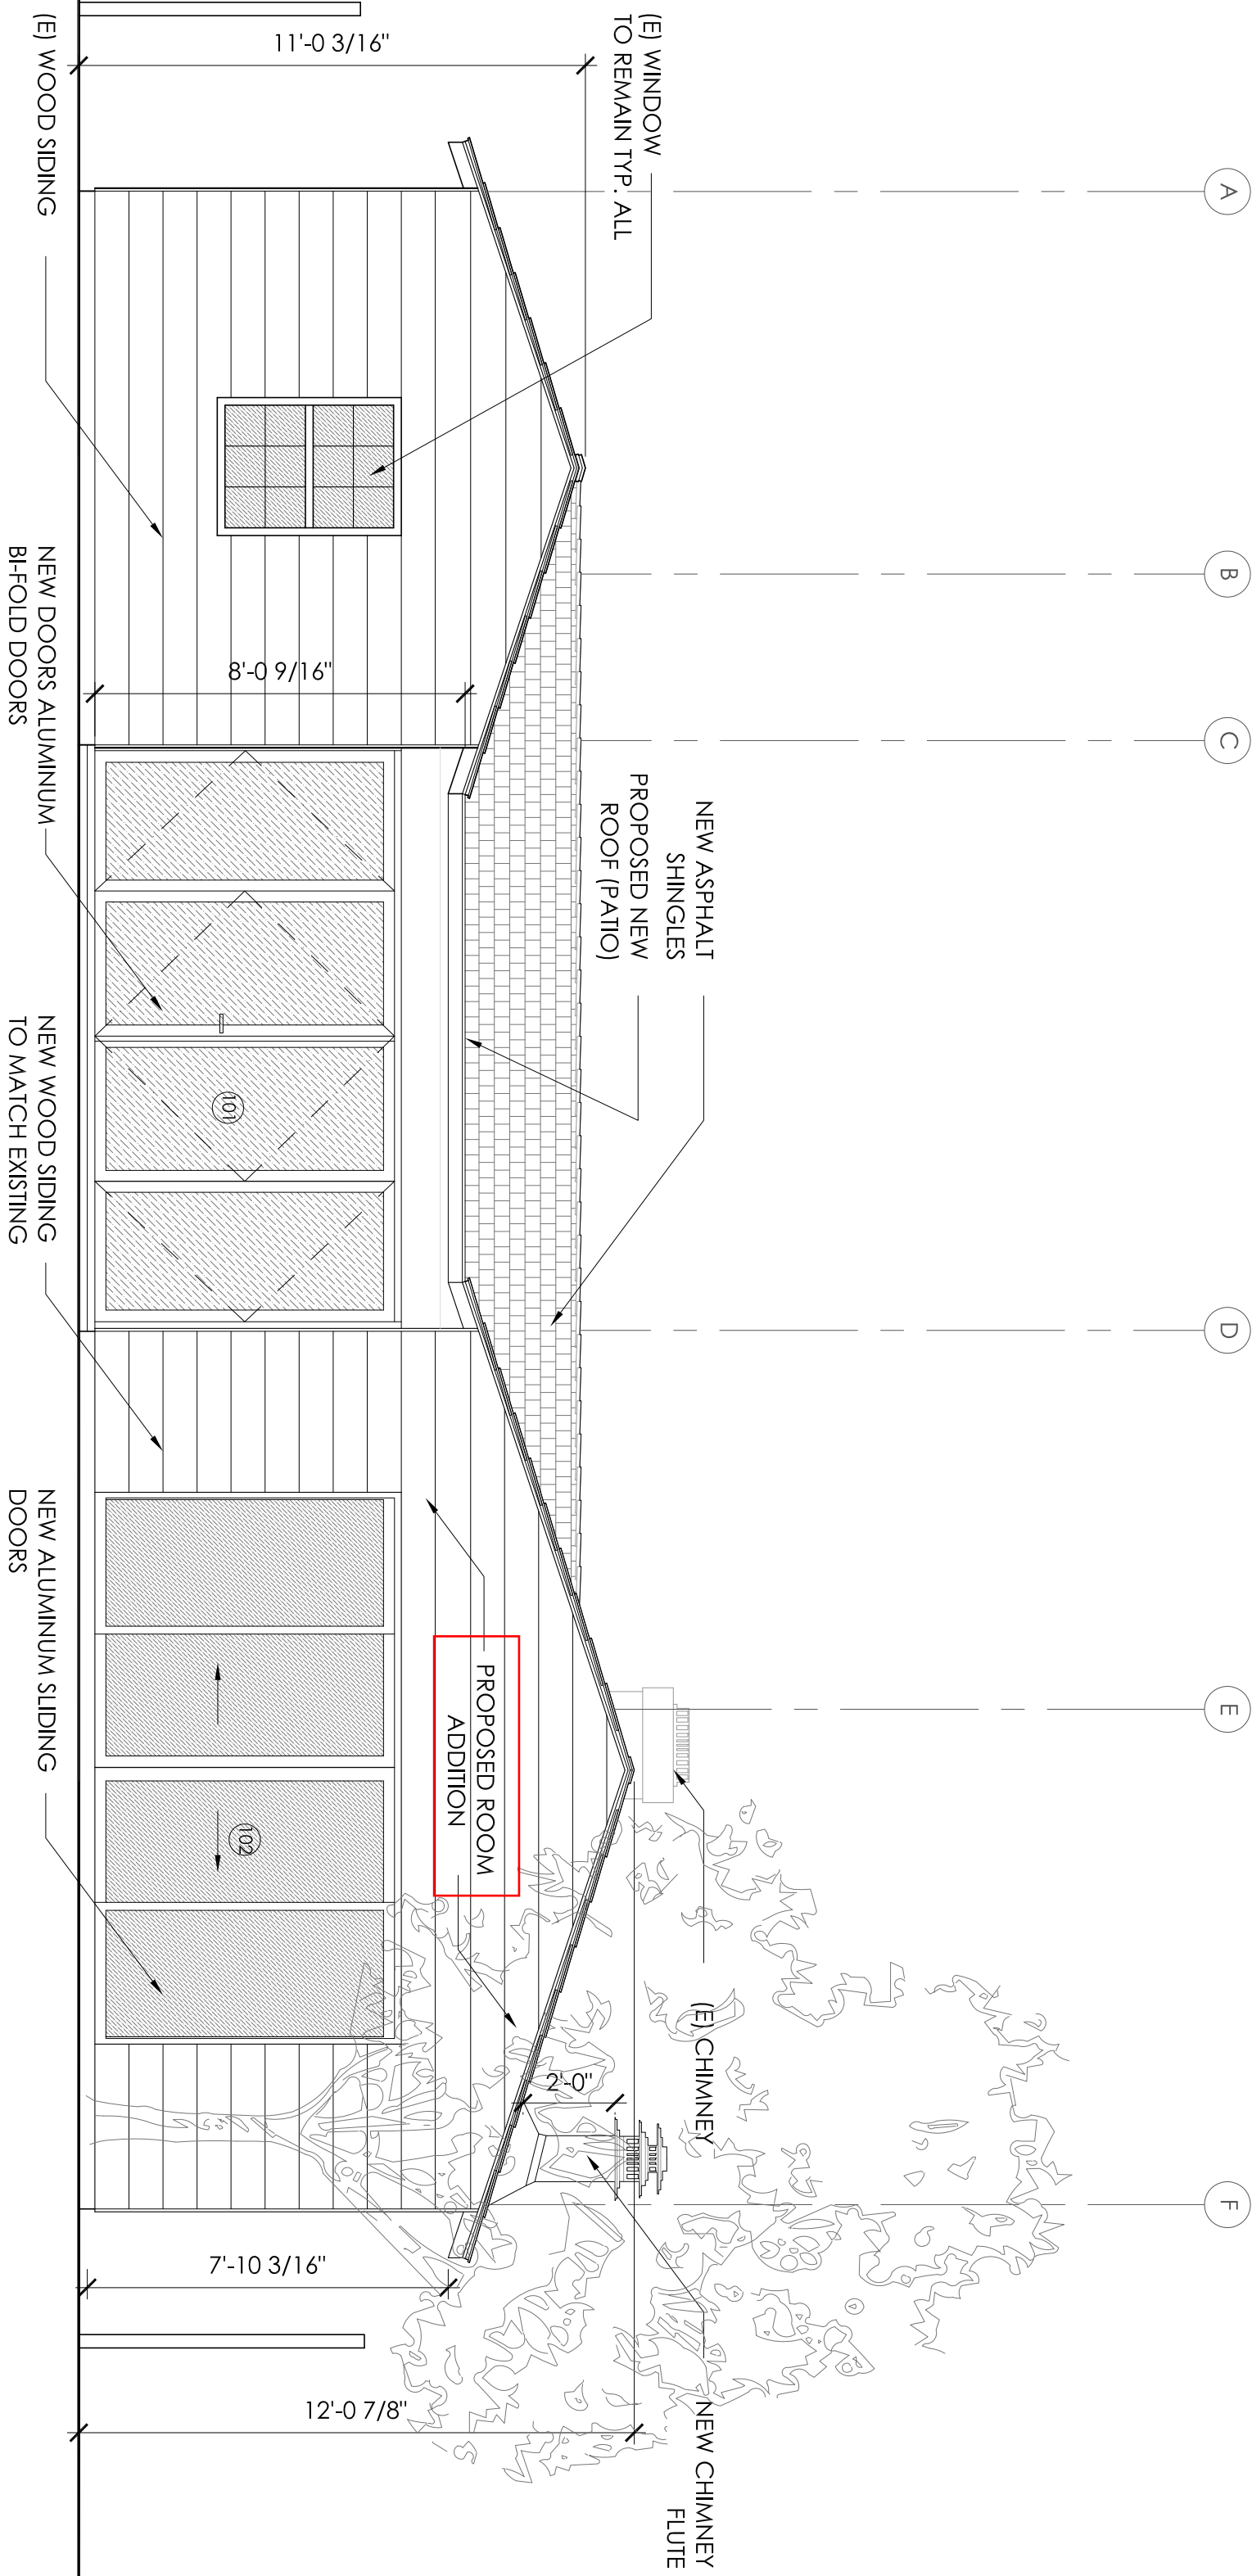 A
B
C
D
E
F
11'-0 3/16"
(E) WINDOW
TO REMAIN TYP. ALL
NEW ASPHALT
SHINGLES
PROPOSED NEW
ROOF (PATIO)
(E) CHIMNEY
NEW CHIMNEY
FLUTE
2'-0"
8'-0 9/16"
PROPOSED ROOM
ADDITION
101
102
7'-10 3/16"
12'-0 7/8"
(E) WOOD SIDING
NEW DOORS ALUMINUM
BI-FOLD DOORS
NEW WOOD SIDING
TO MATCH EXISTING
NEW ALUMINUM SLIDING
DOORS